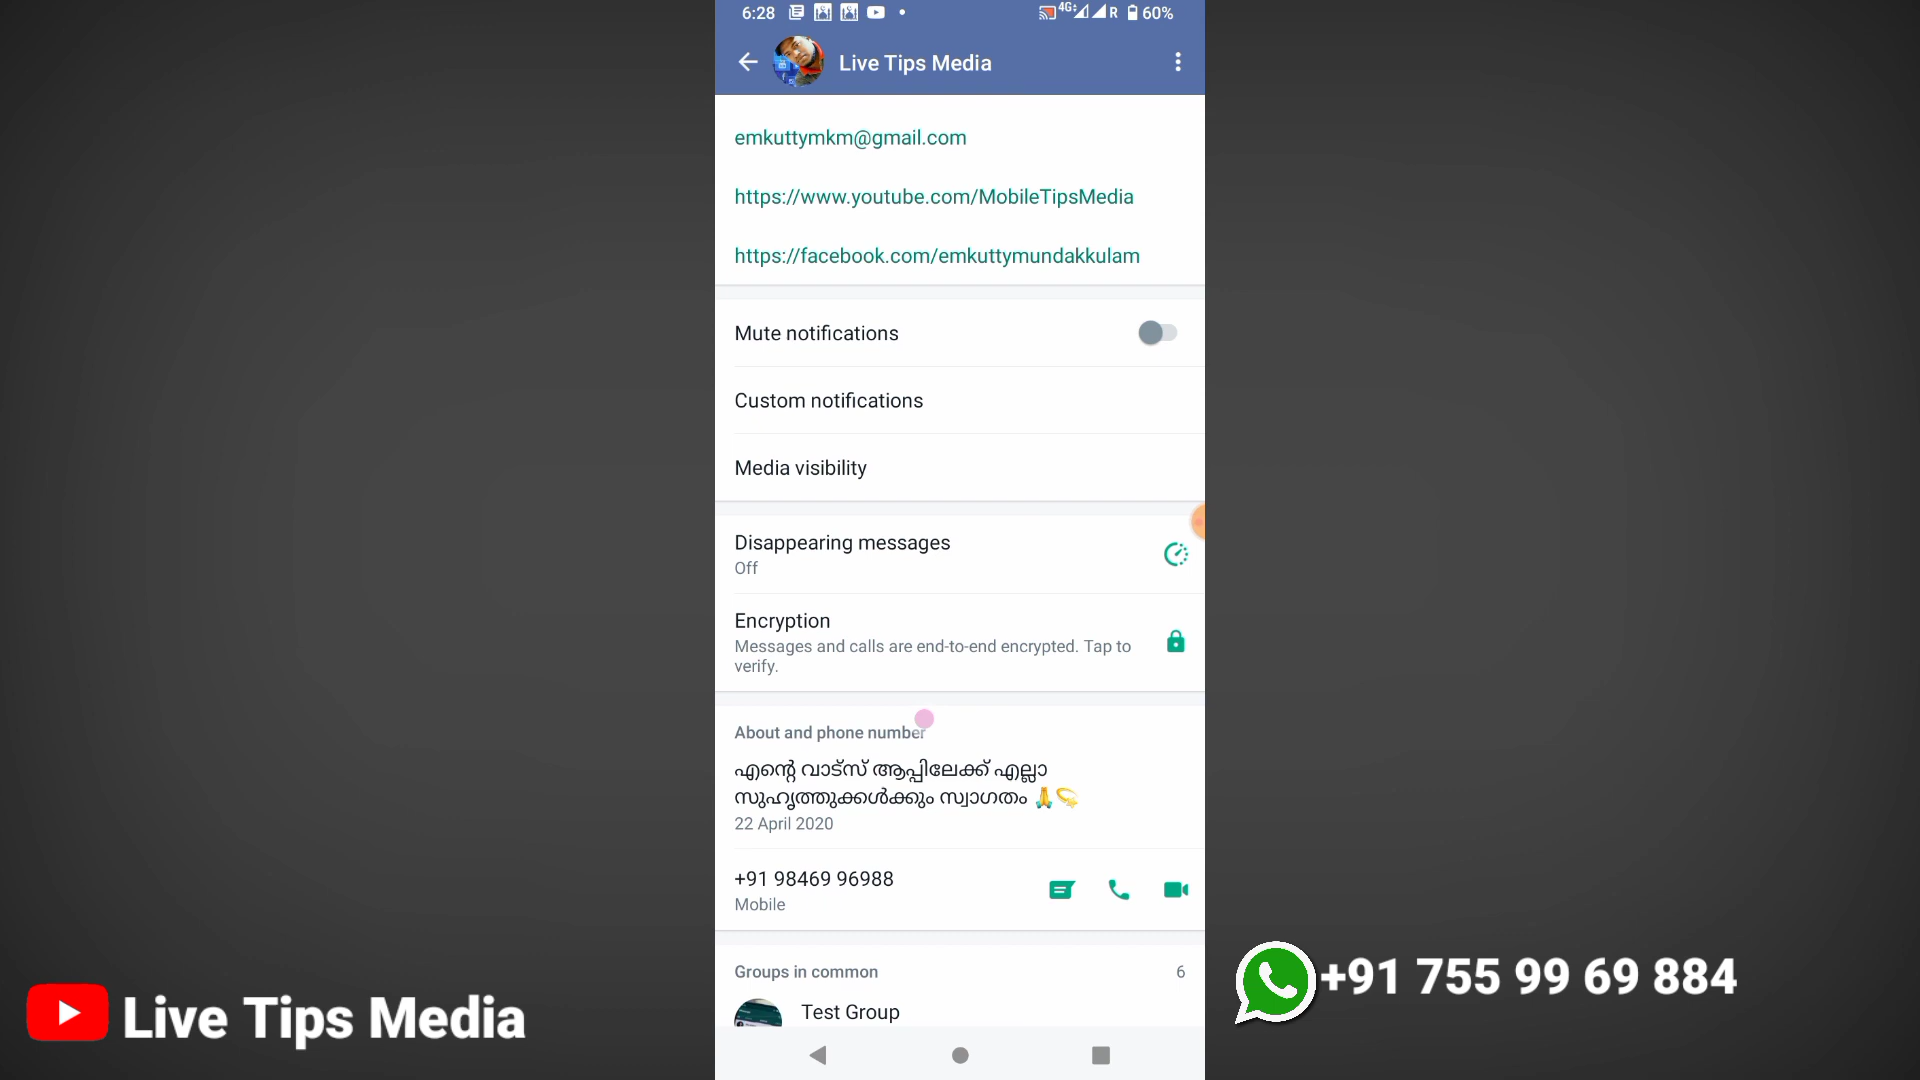 6:28
4G R 60%
Live Tips Media
emkuttymkm@gmail.com
https://www.youtube.com/MobileTipsMedia
https://facebook.com/emkuttymundakkulam
Mute notifications
Custom notifications
Media visibility
Disappearing messages
Off
Encryption
Messages and calls are end-to-end encrypted. Tap to
verify.
About and phone number
എന്റെ വാട്സ് ആപ്പിലേക്ക് എല്ലാ
സുഹൃത്തുക്കൾക്കും സ്വാഗതം 🙏💫
22 April 2020
+91 98469 96988
Mobile
Groups in common 6
Test Group
Live Tips Media
+91 755 99 69 884